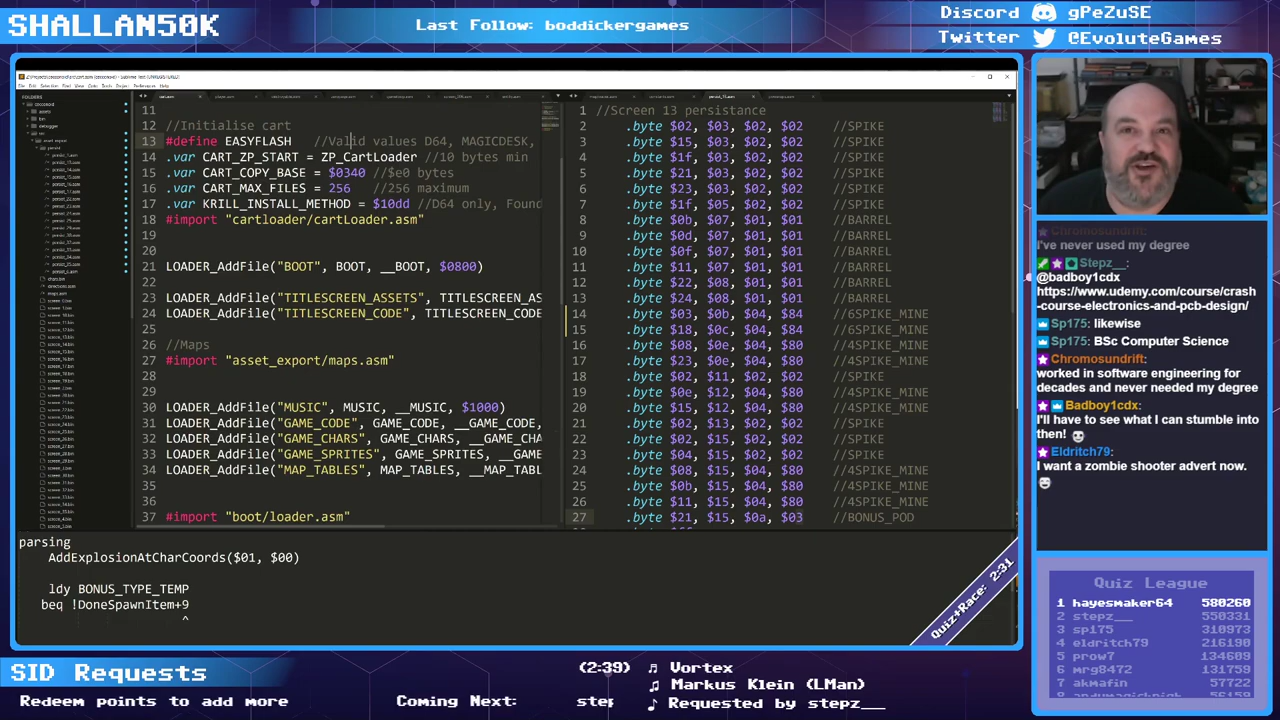 SHALLAN50K
Last Follow: boddickergames
Discord gPeZuSE
Twitter @EvoluteGames
FOLDERS
11
12 //Initialise cart
13 #define EASYFLASH //Valid values D64, MAGICDESK,
14 .var CART_ZP_START = ZP_CartLoader //10 bytes min
15 .var CART_COPY_BASE = $0340 //$e0 bytes
16 .var CART_MAX_FILES = 256 //256 maximum
17 .var KRILL_INSTALL_METHOD = $10dd //D64 only, Found
18 #import "cartloader/cartLoader.asm"
19
20
21 LOADER_AddFile("BOOT", BOOT, __BOOT, $0800)
22
23 LOADER_AddFile("TITLESCREEN_ASSETS", TITLESCREEN_AS
24 LOADER_AddFile("TITLESCREEN_CODE", TITLESCREEN_CODE
25
26 //Maps
27 #import "asset_export/maps.asm"
28
29
30 LOADER_AddFile("MUSIC", MUSIC, __MUSIC, $1000)
31 LOADER_AddFile("GAME_CODE", GAME_CODE, __GAME_CODE,
32 LOADER_AddFile("GAME_CHARS", GAME_CHARS, __GAME_CHA
33 LOADER_AddFile("GAME_SPRITES", GAME_SPRITES, __GAME
34 LOADER_AddFile("MAP_TABLES", MAP_TABLES, __MAP_TABL
35
36
37 #import "boot/loader.asm"
1 //Screen 13 persistance
2 .byte $02, $03, $02, $02 //SPIKE
3 .byte $15, $03, $02, $02 //SPIKE
4 .byte $1f, $03, $02, $02 //SPIKE
5 .byte $21, $03, $02, $02 //SPIKE
6 .byte $23, $03, $02, $02 //SPIKE
7 .byte $1f, $05, $02, $02 //SPIKE
8 .byte $0b, $07, $01, $01 //BARREL
9 .byte $0d, $07, $01, $01 //BARREL
10 .byte $0f, $07, $01, $01 //BARREL
11 .byte $11, $07, $01, $01 //BARREL
12 .byte $22, $08, $01, $01 //BARREL
13 .byte $24, $08, $01, $01 //BARREL
14 .byte $03, $0b, $04, $84 //6SPIKE_MINE
15 .byte $18, $0c, $04, $84 //6SPIKE_MINE
16 .byte $08, $0e, $04, $80 //4SPIKE_MINE
17 .byte $23, $0e, $04, $80 //4SPIKE_MINE
18 .byte $02, $11, $02, $02 //SPIKE
19 .byte $0e, $12, $04, $80 //4SPIKE_MINE
20 .byte $15, $12, $04, $80 //4SPIKE_MINE
21 .byte $02, $13, $02, $02 //SPIKE
22 .byte $02, $15, $02, $02 //SPIKE
23 .byte $04, $15, $02, $02 //SPIKE
24 .byte $08, $15, $04, $80 //4SPIKE_MINE
25 .byte $0b, $15, $04, $80 //4SPIKE_MINE
26 .byte $11, $15, $04, $80 //4SPIKE_MINE
27 .byte $21, $15, $0a, $03 //BONUS_POD
parsing
AddExplosionAtCharCoords($01, $00)
ldy BONUS_TYPE_TEMP
beq !DoneSpawnItem+9
^
Quiz+Race: 2:31
Chromosundrift:
I've never used my degree
Stepz__:
@badboy1cdx
https://www.udemy.com/course/crash
-course-electronics-and-pcb-design/
Sp175: likewise
Sp175: BSc Computer Science
Chromosundrift:
worked in software engineering for
decades and never needed my degree
Badboy1cdx:
I'll have to see what I can stumble into
then!
Eldritch79:
I want a zombie shooter advert now.
Quiz League
1 hayesmaker64 580260
2 stepz__ 550331
3 sp175 310973
4 eldritch79 216190
5 prow7 134609
6 mrg8472 131759
7 akmafin 57722
SID Requests
Redeem points to add more
(2:39)
Coming Next: step
Vortex
Markus Klein (LMan)
Requested by stepz__